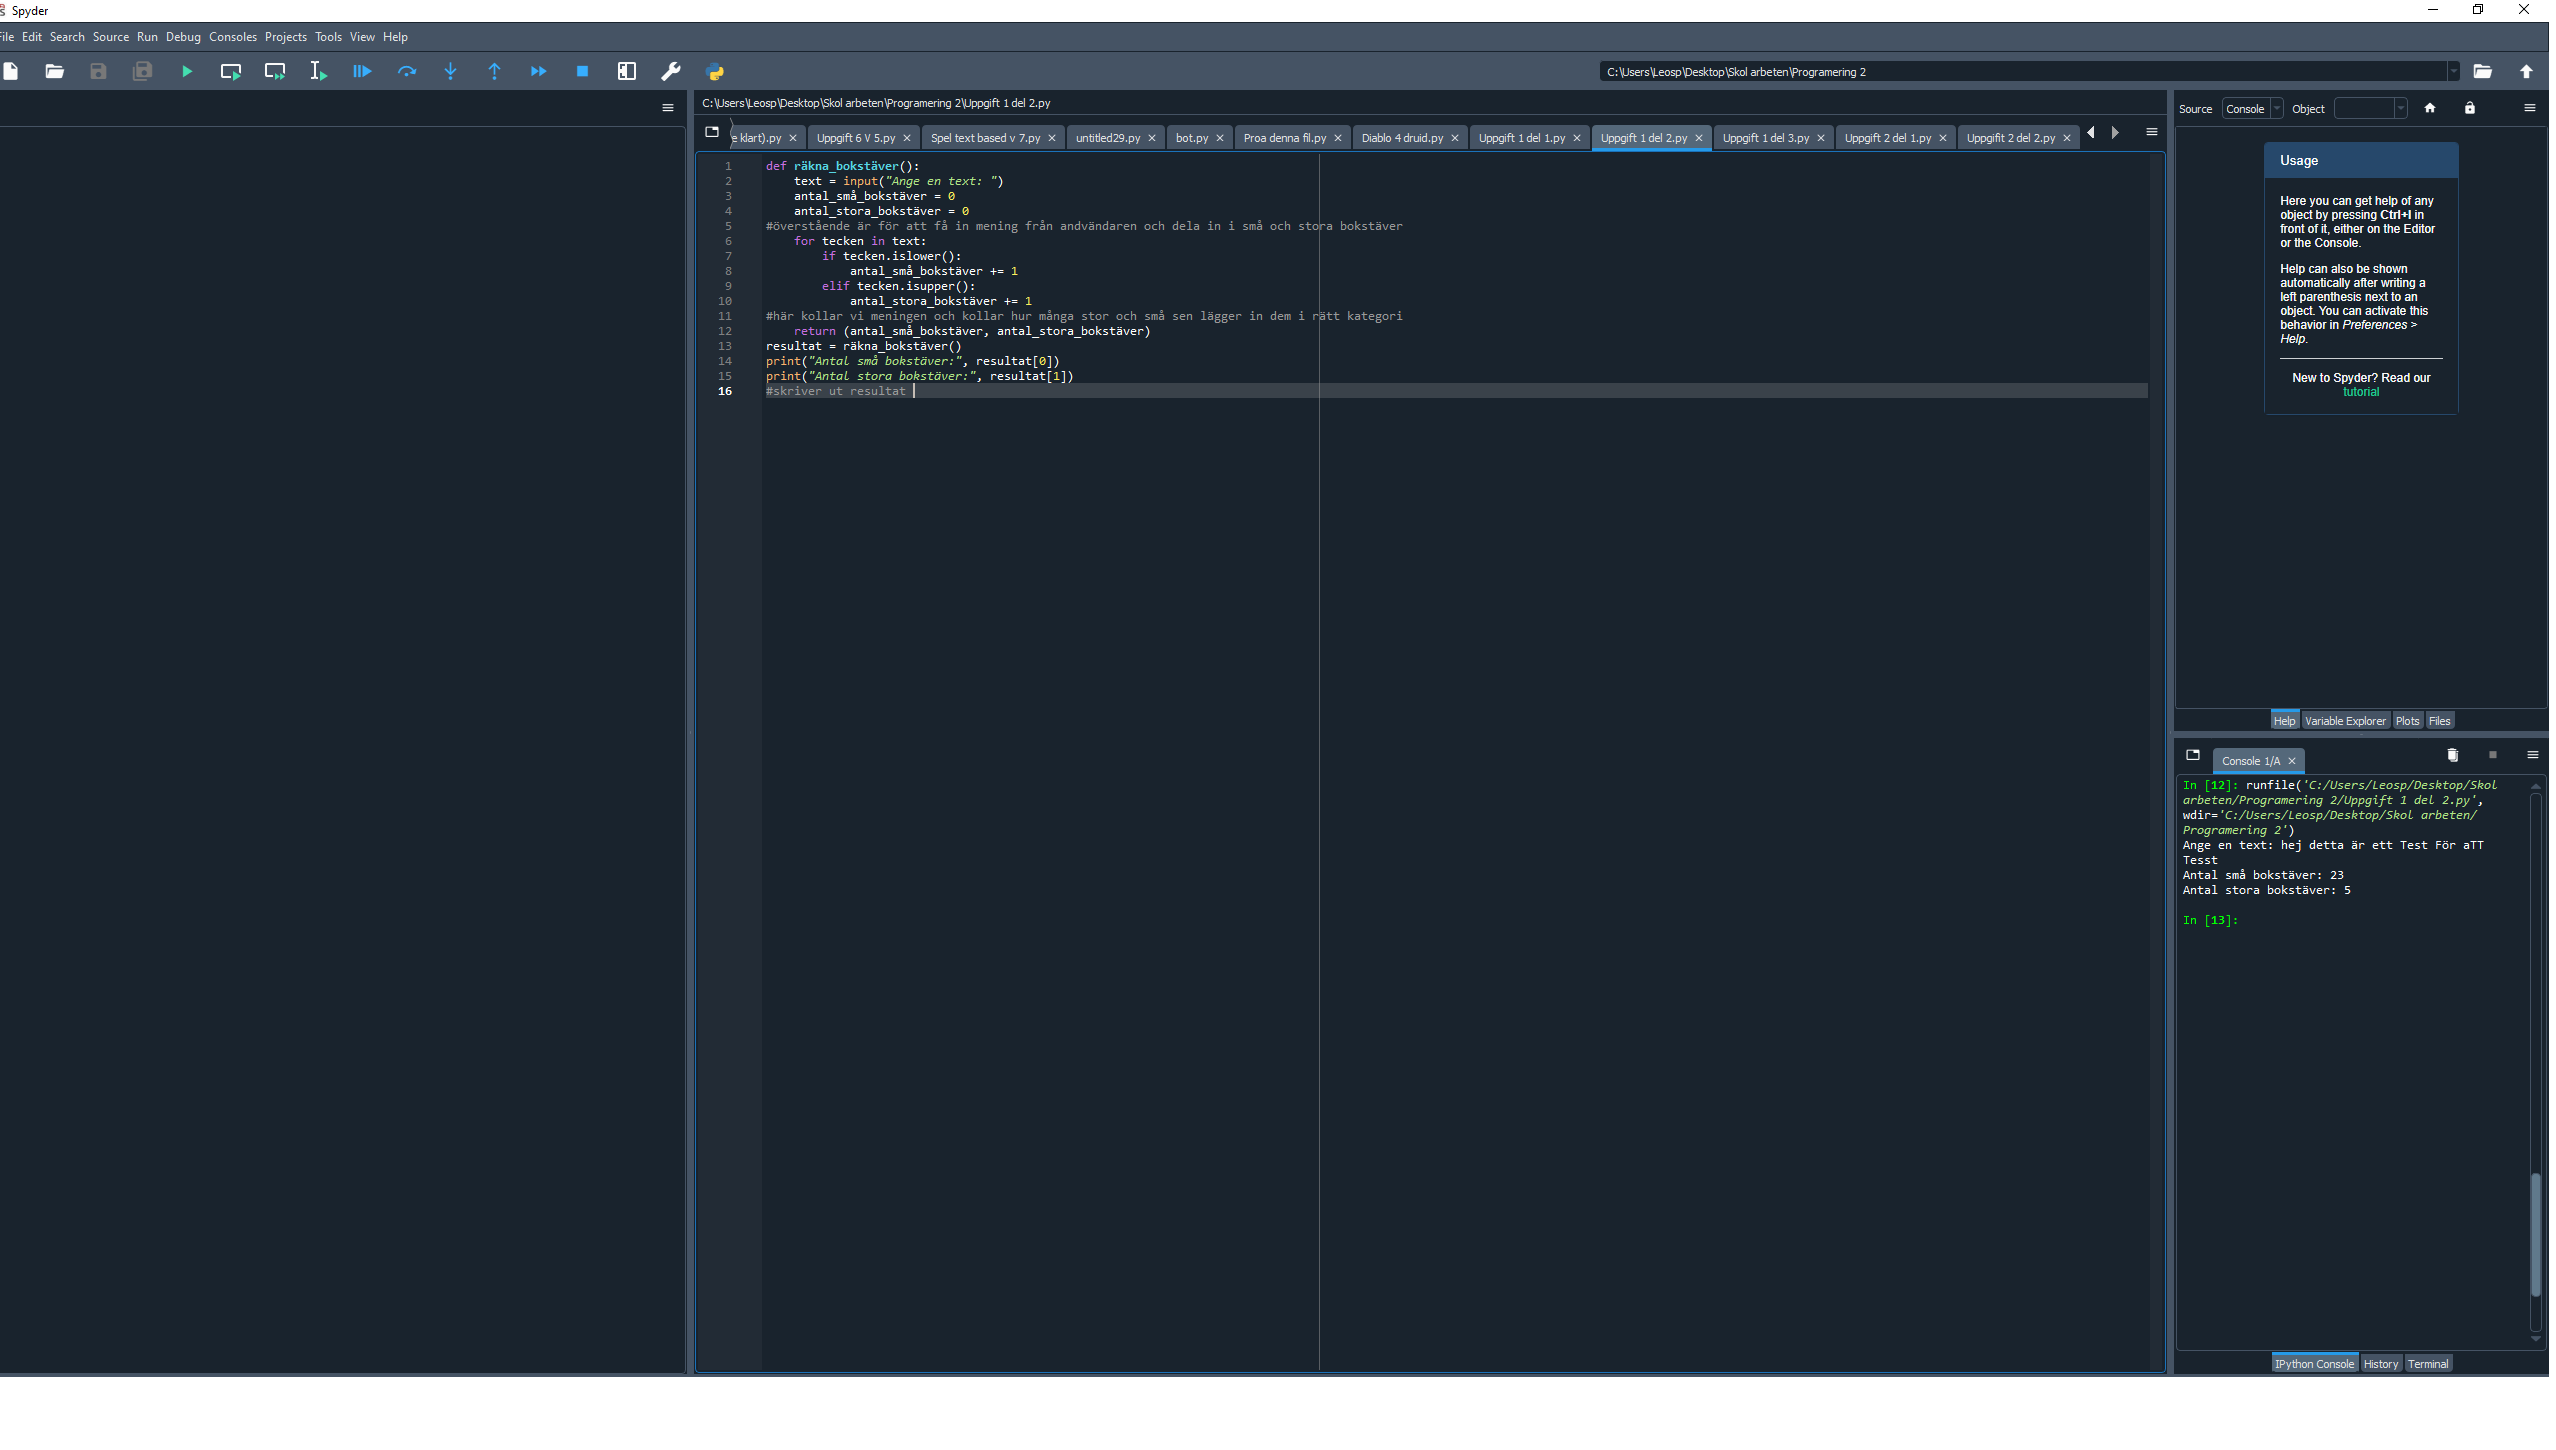 Spyder
File Edit Search Source Run Debug Consoles Projects Tools View Help
C:\Users\Leosp\Desktop\Skol arbeten\Programering 2
C:\Users\Leosp\Desktop\Skol arbeten\Programering 2\Uppgift 1 del 2.py
e klart).py Uppgift 6 V 5.py Spel text based v 7.py untitled29.py bot.py Proa denna fil.py Diablo 4 druid.py Uppgift 1 del 1.py Uppgift 1 del 2.py Uppgift 1 del 3.py Uppgift 2 del 1.py Uppgifit 2 del 2.py
1 def räkna_bokstäver():
2 text = input("Ange en text: ")
3 antal_små_bokstäver = 0
4 antal_stora_bokstäver = 0
5 #överstående är för att få in mening från andvändaren och dela in i små och stora bokstäver
6 for tecken in text:
7 if tecken.islower():
8 antal_små_bokstäver += 1
9 elif tecken.isupper():
10 antal_stora_bokstäver += 1
11 #här kollar vi meningen och kollar hur många stor och små sen lägger in dem i rätt kategori
12 return (antal_små_bokstäver, antal_stora_bokstäver)
13 resultat = räkna_bokstäver()
14 print("Antal små bokstäver:", resultat[0])
15 print("Antal stora bokstäver:", resultat[1])
16 #skriver ut resultat
Source Console Object
Usage
Here you can get help of any
object by pressing Ctrl+I in
front of it, either on the Editor
or the Console.
Help can also be shown
automatically after writing a
left parenthesis next to an
object. You can activate this
behavior in Preferences >
Help.
New to Spyder? Read our
tutorial
Help Variable Explorer Plots Files
Console 1/A
In [12]: runfile('C:/Users/Leosp/Desktop/Skol
arbeten/Programering 2/Uppgift 1 del 2.py',
wdir='C:/Users/Leosp/Desktop/Skol arbeten/
Programering 2')
Ange en text: hej detta är ett Test För aTT
Tesst
Antal små bokstäver: 23
Antal stora bokstäver: 5
In [13]:
IPython Console History Terminal